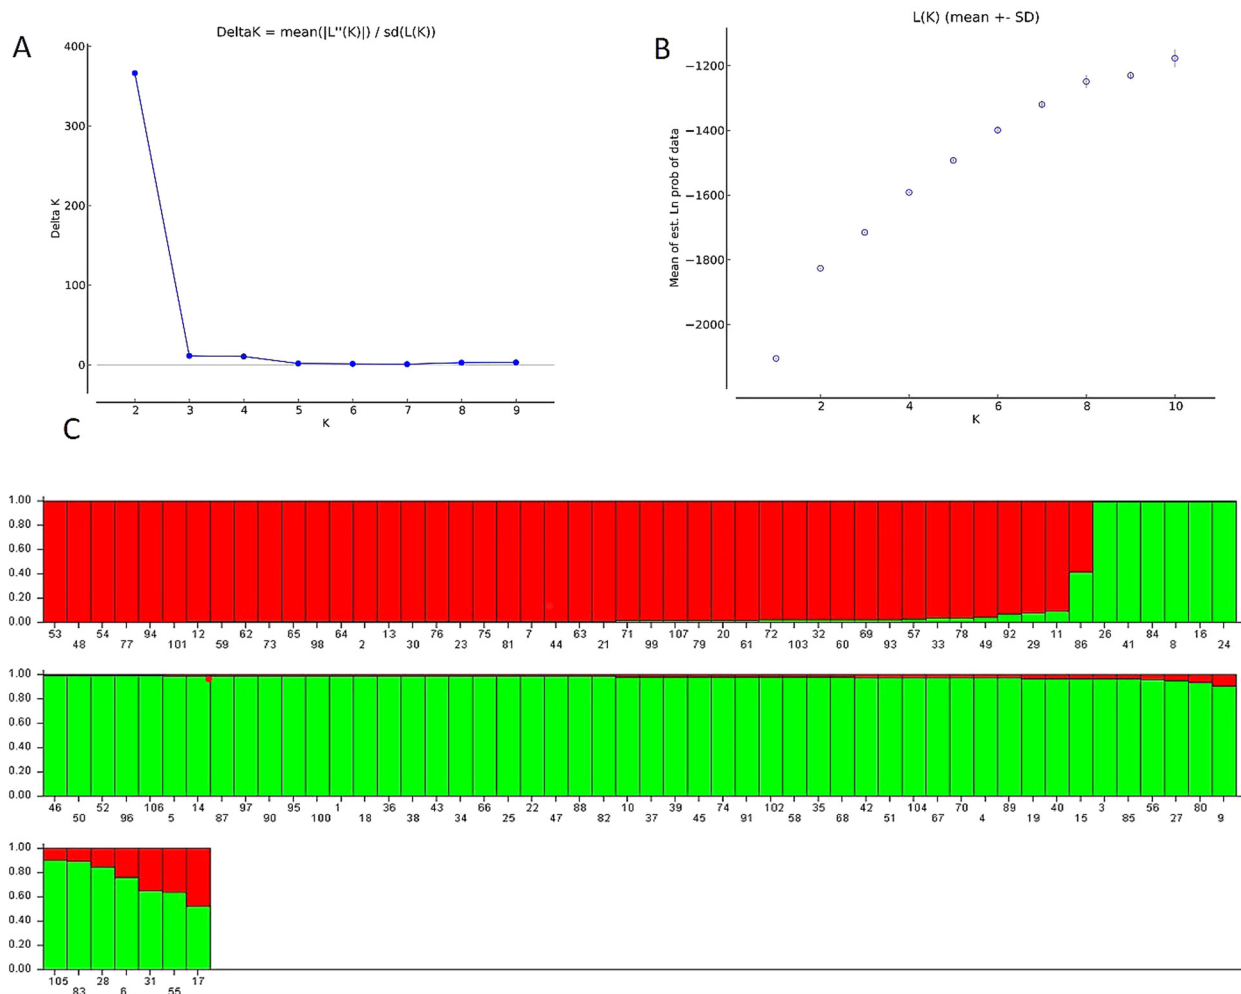 A
DeltaK = mean(|L''(K)|) / sd(L(K))
400
300
200
100
0
Delta K
2 3 4 5 6 7 8 9
K
B
L(K) (mean +- SD)
−1200
−1400
−1600
−1800
−2000
Mean of est. Ln prob of data
2 4 6 8 10
K
C
1.00
0.80
0.60
0.40
0.20
0.00
53 54 94 12 62 65 64 13 76 75 7 63 71 107 20 72 32 69 57 78 92 11 26 84 16
48 77 101 59 73 98 2 30 23 81 44 21 99 79 61 103 60 93 33 49 29 86 41 8 24
1.00
0.80
0.60
0.40
0.20
0.00
46 52 106 14 97 95 1 36 43 66 22 88 10 39 74 102 35 42 104 70 89 40 3 56 80
50 96 5 87 90 100 18 38 34 25 47 82 37 45 91 58 68 51 67 4 19 15 85 27 9
1.00
0.80
0.60
0.40
0.20
0.00
105 28 31 17
83 6 55